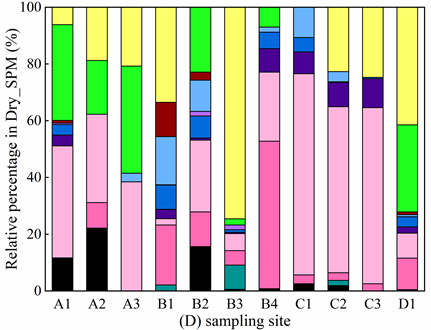 Relative percentage in Dry_SPM (%)
100
80
60
40
20
0
A1 A2 A3 B1 B2 B3 B4 C1 C2 C3 D1
(D) sampling site